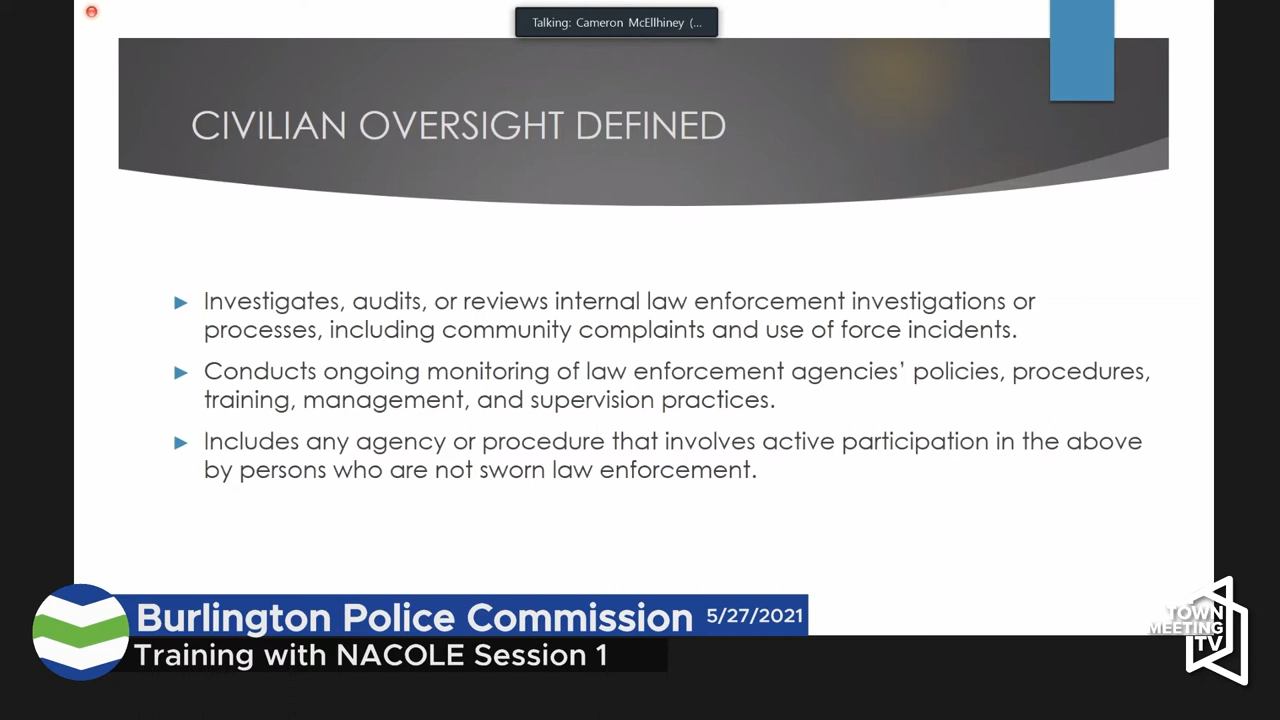 Talking: Cameron McEllhiney (...
CIVILIAN OVERSIGHT DEFINED
Investigates, audits, or reviews internal law enforcement investigations or
processes, including community complaints and use of force incidents.
Conducts ongoing monitoring of law enforcement agencies' policies, procedures,
training, management, and supervision practices.
Includes any agency or procedure that involves active participation in the above
by persons who are not sworn law enforcement.
Burlington Police Commission 5/27/2021
Training with NACOLE Session 1
TOWN
MEETING
TV